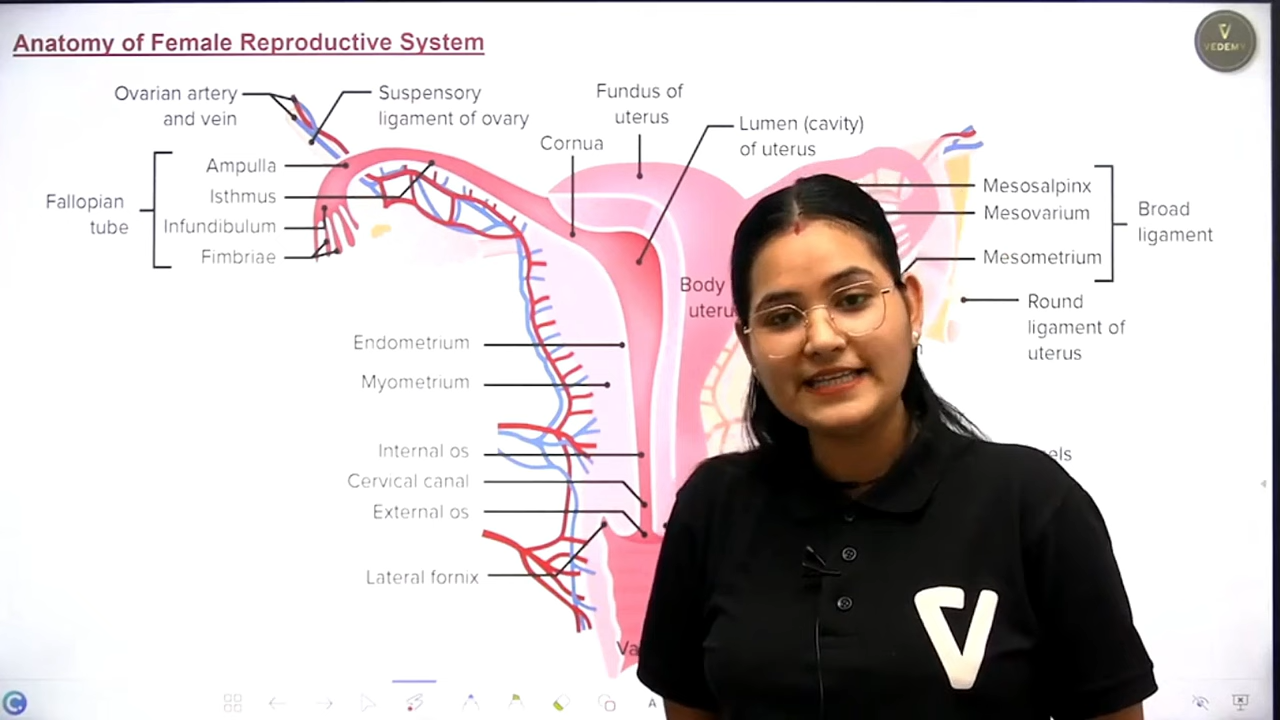 Anatomy of Female Reproductive System
VEDEMY
Ovarian artery
and vein
Suspensory
ligament of ovary
Fundus of
uterus
Lumen (cavity)
of uterus
Cornua
Ampulla
Isthmus
Infundibulum
Fimbriae
Fallopian
tube
Mesosalpinx
Mesovarium
Mesometrium
Broad
ligament
Body
Round
ligament of
uterus
Endometrium
Myometrium
Internal os
Cervical canal
External os
Lateral fornix
A
V